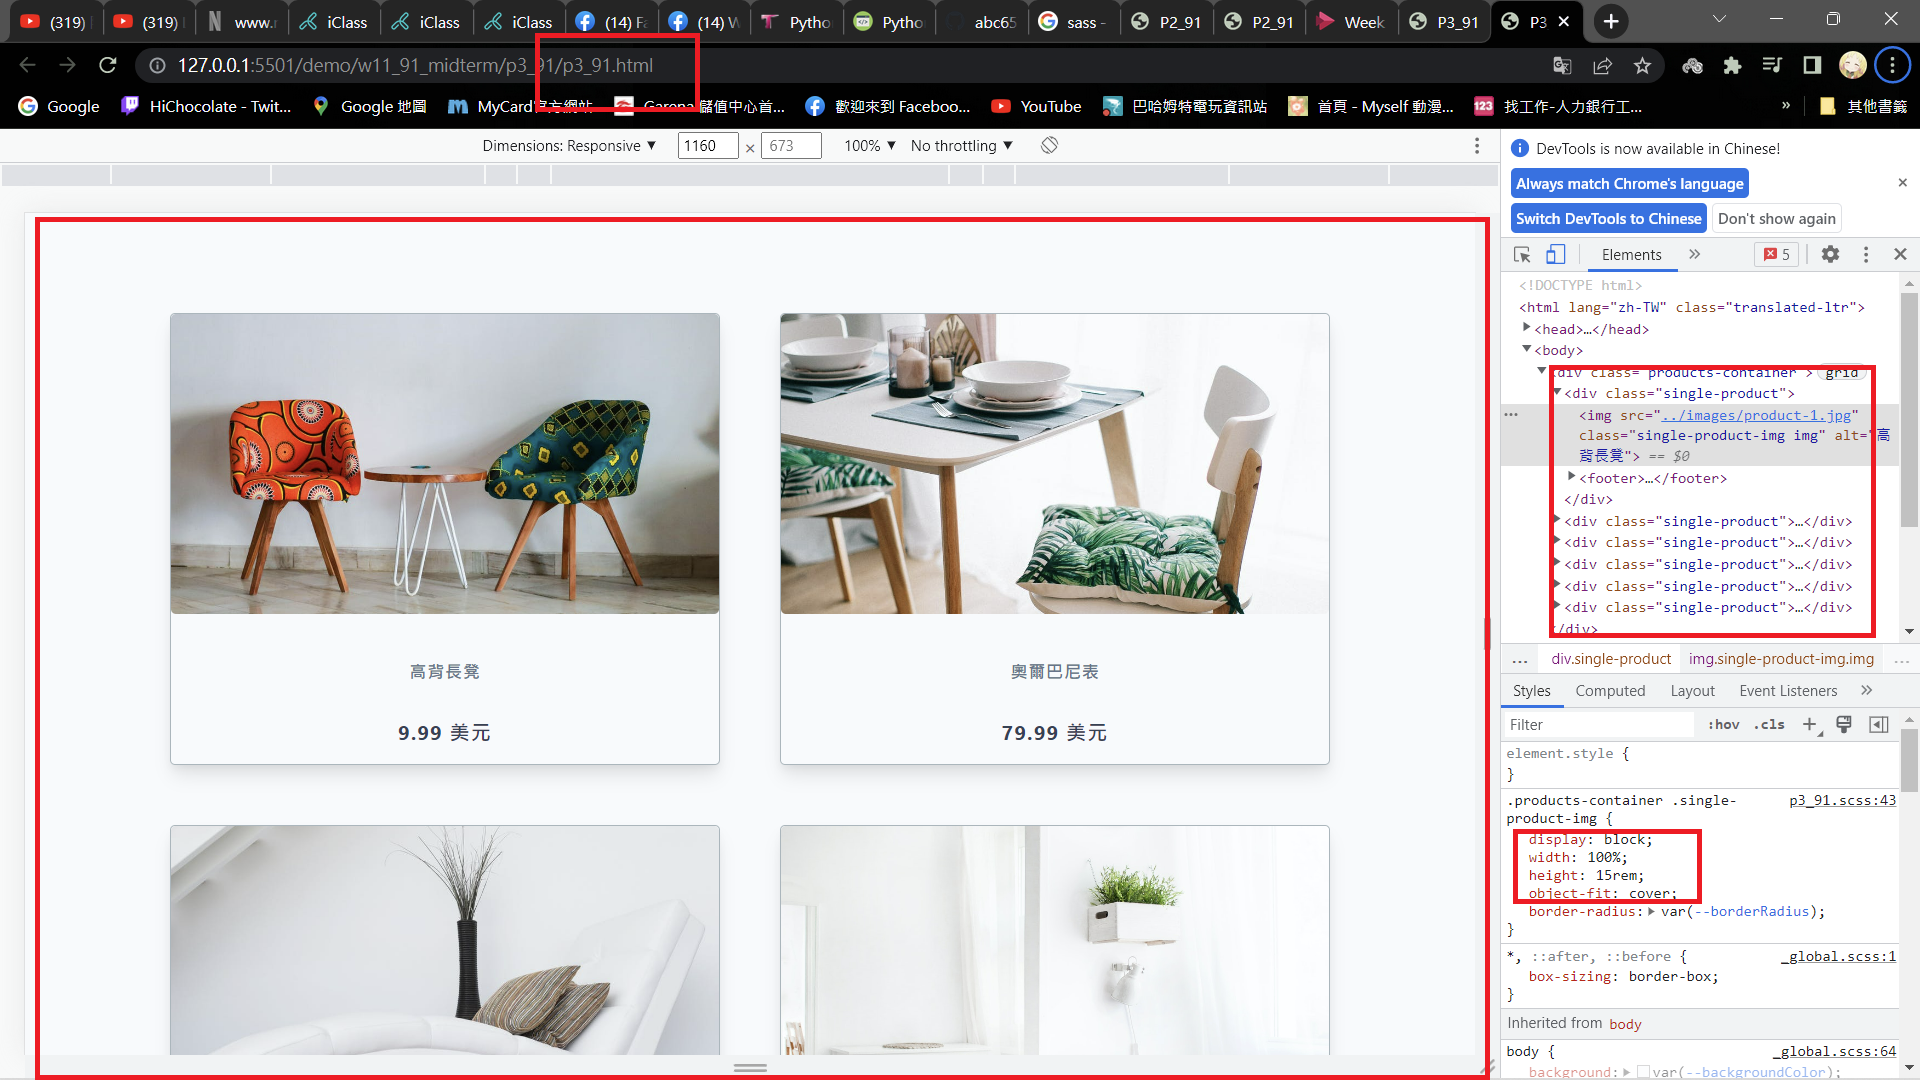 (319)
(319)
www.r
iClass
iClass
iClass
(14) Fa
(14) W
Pytho
Pytho
abc65
sass -
P2_91
P2_91
Week
P3_91
P3
127.0.0.1:5501/demo/w11_91_midterm/p3_91/p3_91.html
Google
HiChocolate - Twit...
Google 地圖
MyCard官方網站
Garena 儲值中心首...
歡迎來到 Faceboo...
YouTube
巴哈姆特電玩資訊站
首頁 - Myself 動漫...
123 找工作-人力銀行工...
»
其他書籤
Dimensions: Responsive ▼ 1160 × 673 100% ▼ No throttling ▼
高背長凳
9.99 美元
奧爾巴尼表
79.99 美元
DevTools is now available in Chinese!
Always match Chrome's language
Switch DevTools to Chinese Don't show again
Elements » 5
<!DOCTYPE html>
<html lang="zh-TW" class="translated-ltr">
<head>…</head>
<body>
<div class="products-container"> grid
<div class="single-product">
<img src="../images/product-1.jpg"
class="single-product-img img" alt="高
背長凳"> == $0
<footer>…</footer>
</div>
<div class="single-product">…</div>
<div class="single-product">…</div>
<div class="single-product">…</div>
<div class="single-product">…</div>
<div class="single-product">…</div>
</div>
... div.single-product img.single-product-img.img ...
Styles Computed Layout Event Listeners »
Filter :hov .cls +
element.style {
}
.products-container .single- p3_91.scss:43
product-img {
display: block;
width: 100%;
height: 15rem;
object-fit: cover;
border-radius: var(--borderRadius);
}
*, ::after, ::before { _global.scss:1
box-sizing: border-box;
}
Inherited from body
body { _global.scss:64
background: var(--backgroundColor);